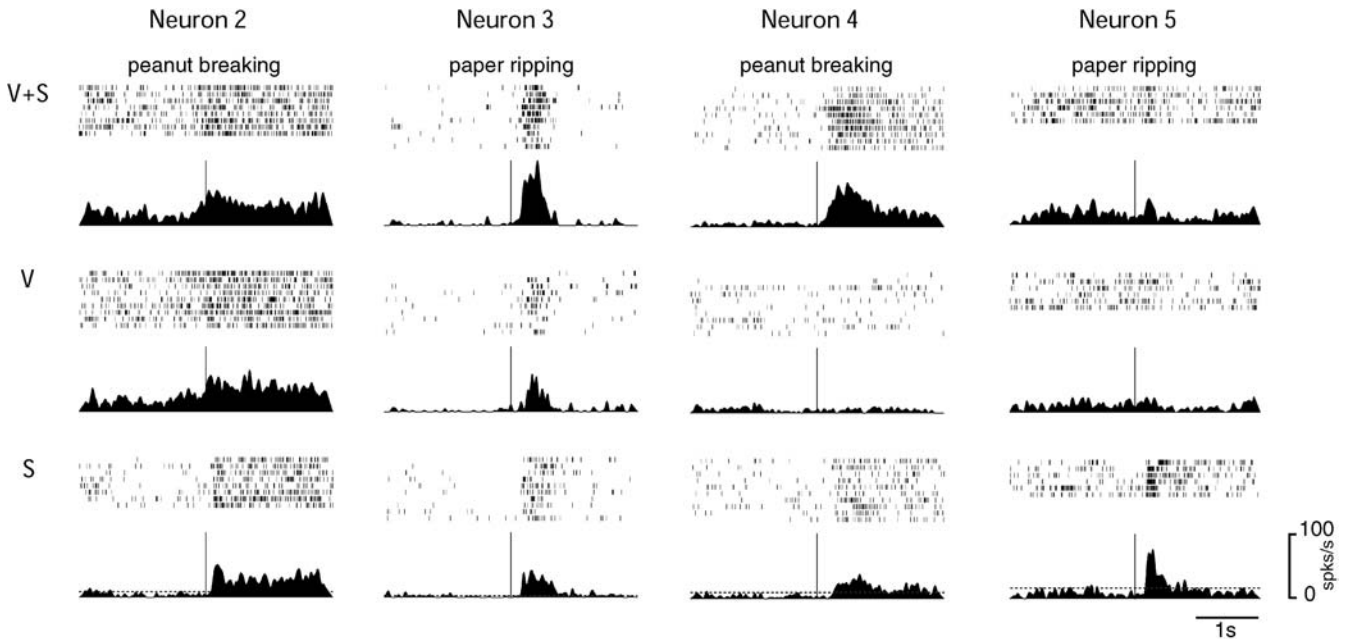 Neuron 2 Neuron 3 Neuron 4 Neuron 5
peanut breaking paper ripping peanut breaking paper ripping
V+S
V
S
100
spks/s
0
1s